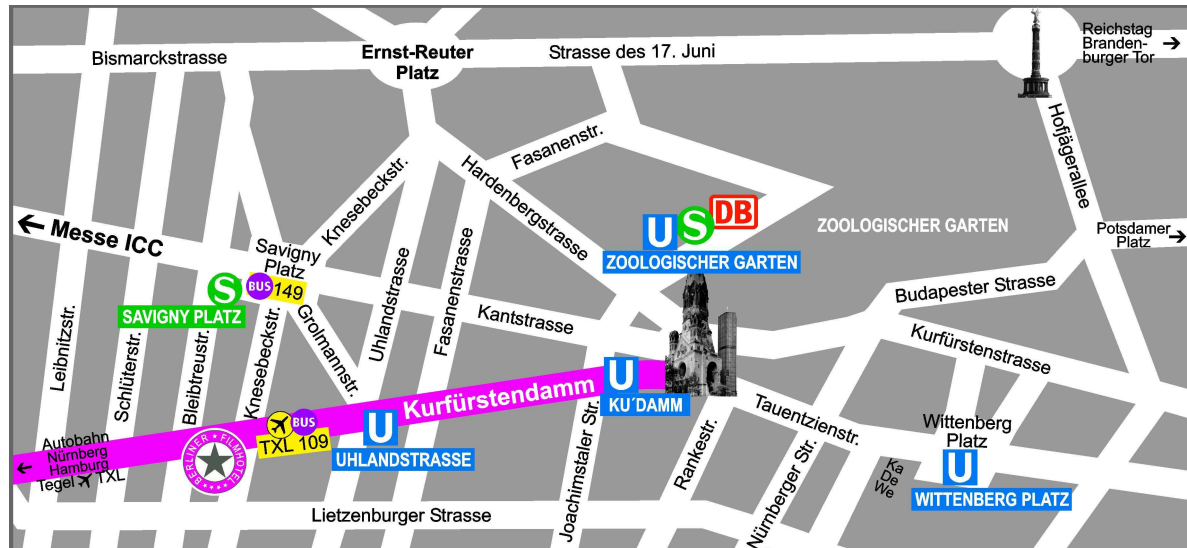 Bismarckstrasse
Ernst-Reuter
Platz
Strasse des 17. Juni
Reichstag
Branden-
burger Tor
Hofjägerallee
Fasanenstr.
Hardenbergstrasse
Knesebeckstr.
Messe ICC
Savigny
Platz
S
BUS 149
SAVIGNY PLATZ
U S DB
ZOOLOGISCHER GARTEN
ZOOLOGISCHER GARTEN
Potsdamer
Platz
Budapester Strasse
Kurfürstenstrasse
Leibnitzstr.
Schlüterstr.
Bleibtreustr.
Knesebeckstr.
Grolmannstr.
Uhlandstrasse
Fasanenstrasse
Kantstrasse
Kurfürstendamm
U
KU´DAMM
BUS
TXL 109
U
UHLANDSTRASSE
BERLINER FILMHOTEL
Autobahn
Nürnberg
Hamburg
Tegel TXL
Tauentzienstr.
Wittenberg
Platz
U
WITTENBERG PLATZ
Ka
De
We
Joachimstaler Str.
Rankestr.
Nürnberger Str.
Lietzenburger Strasse